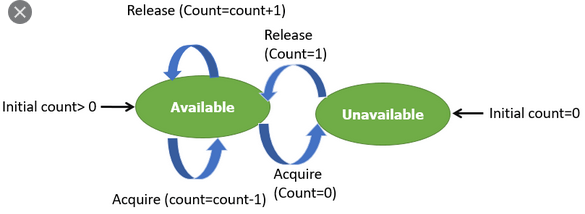 Release (Count=count+1)
Release
(Count=1)
Initial count> 0
Available
Unavailable
Initial count=0
Acquire
(Count=0)
Acquire (count=count-1)